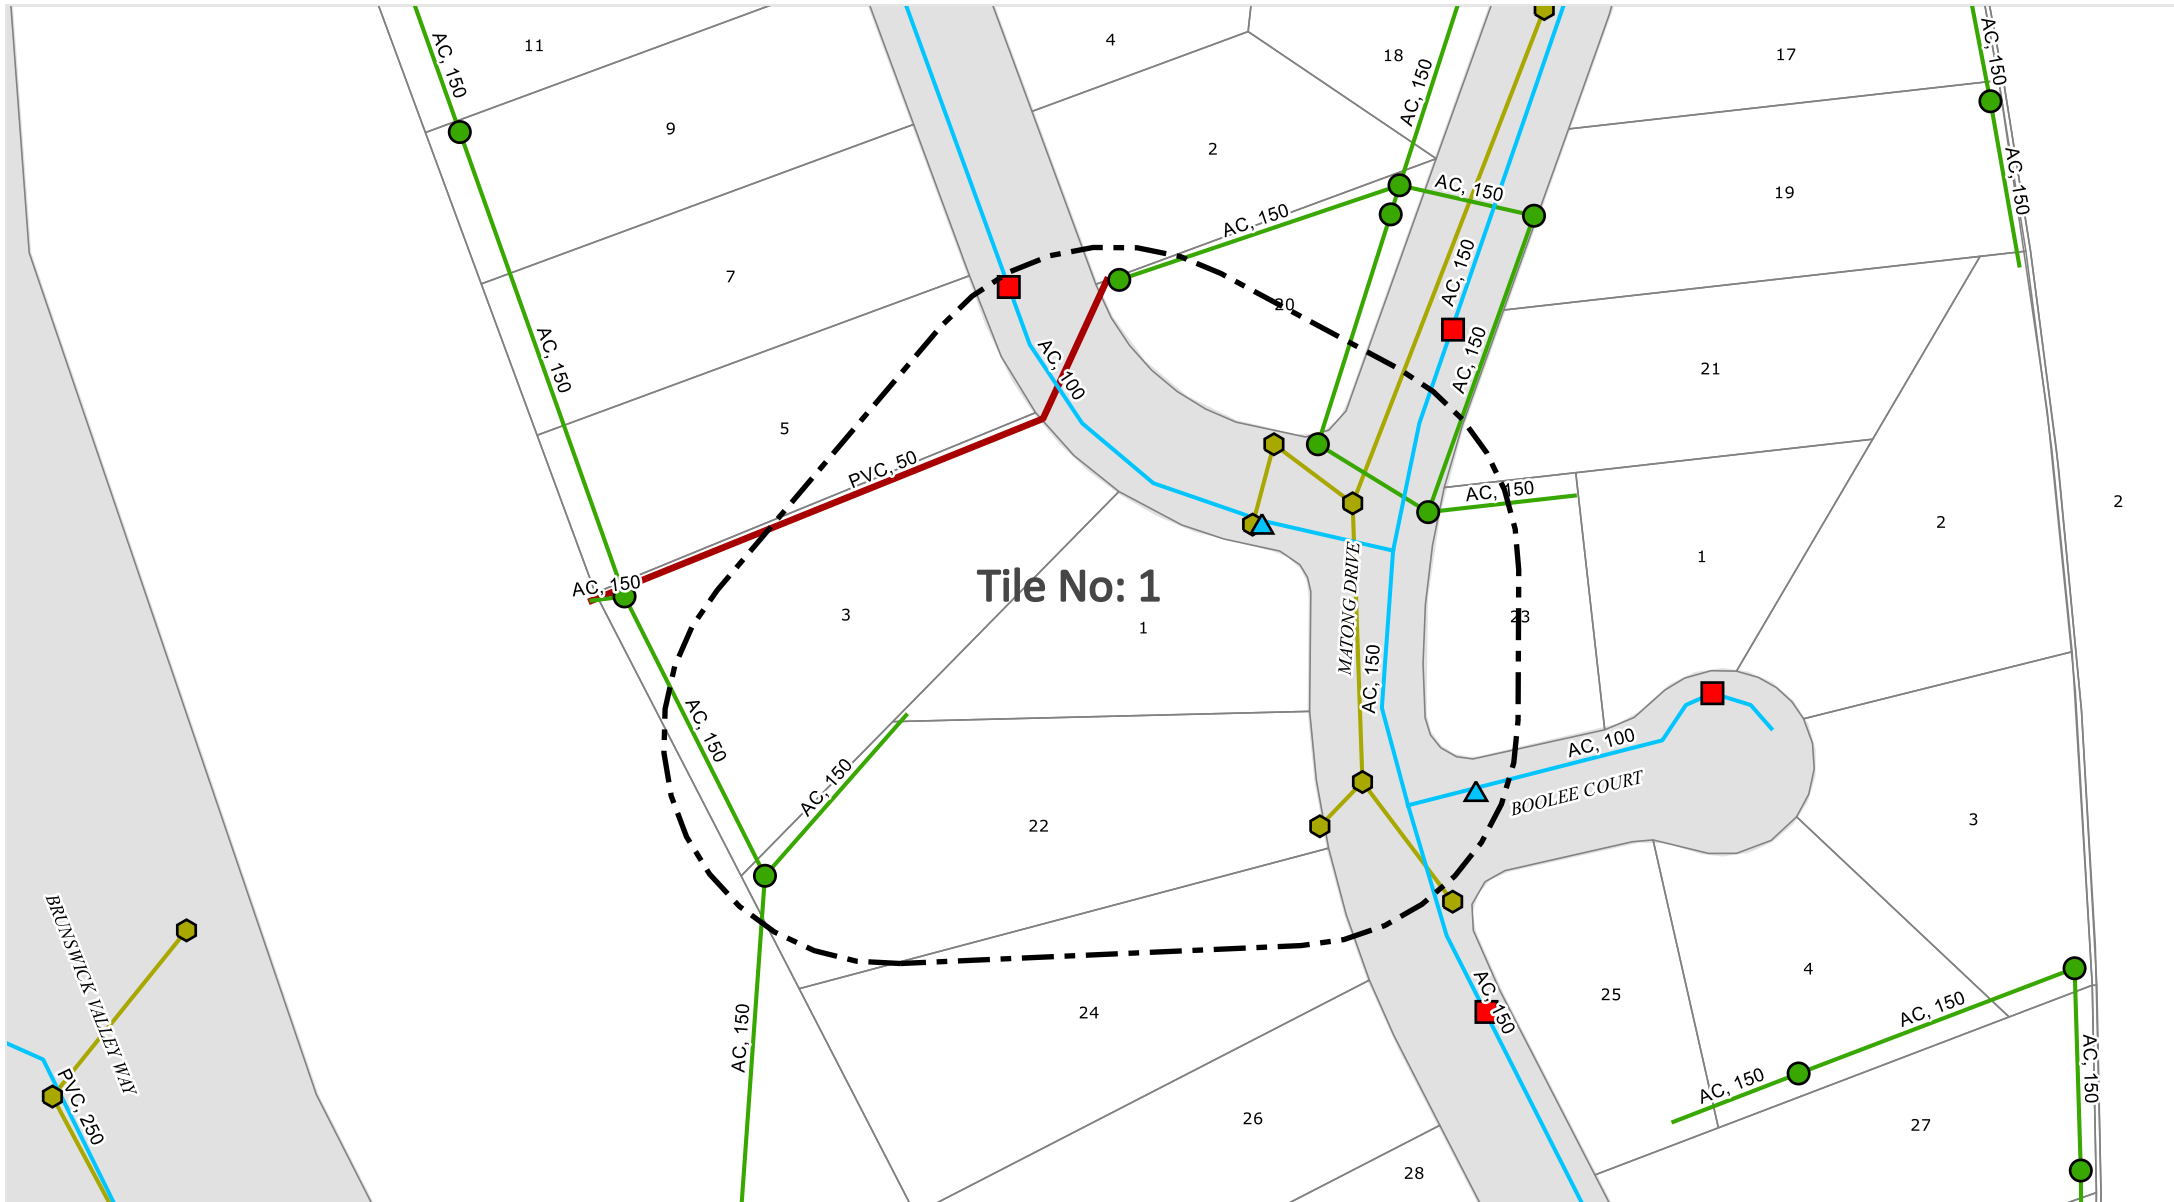 11
AC, 150
4
18
17
AC, 150
9
2
AC, 150
AC, 150
19
AC, 150
AC, 150
7
20
AC, 150
AC, 150
AC, 150
AC, 100
21
5
PVC, 50
AC, 150
2
2
1
AC, 150
Tile No: 1
3
1
MATONG DRIVE
23
AC, 150
AC, 150
AC, 100
BOOLEE COURT
AC, 150
22
3
BRUNSWICK VALLEY WAY
4
25
AC, 150
24
AC, 150
AC, 150
AC, 150
AC, 150
PVC, 250
26
27
28